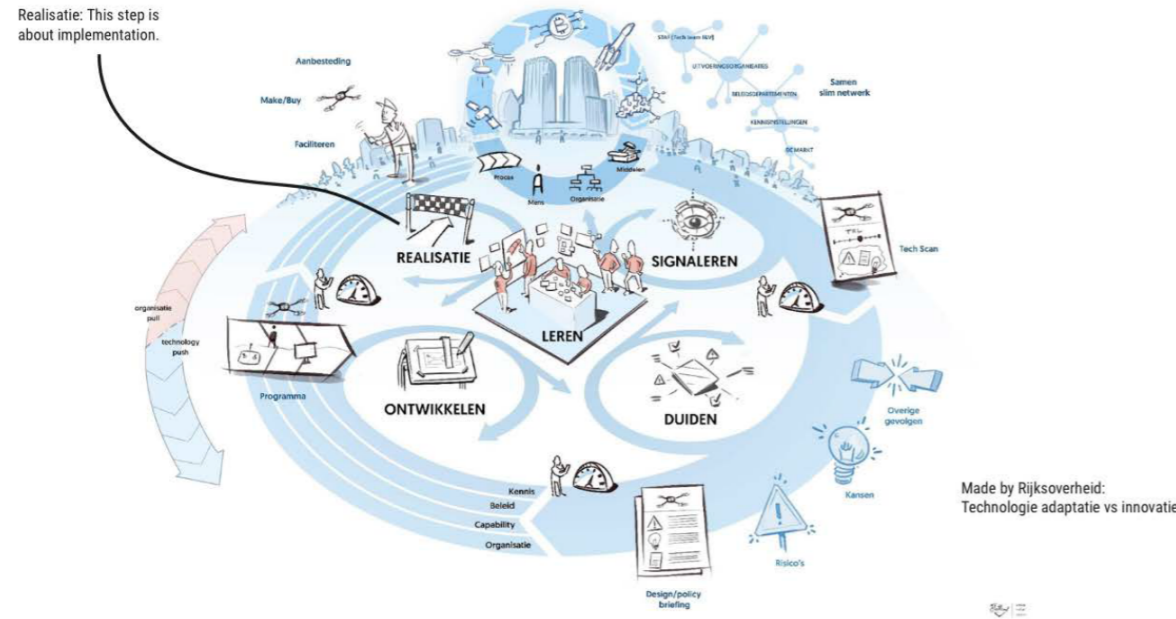 Realisatie: This step is
about implementation.
Aanbesteding
Make/Buy
Faciliteren
UITVOERINGSORGANISATIES
BELEIDSDEPARTEMENTEN
KENNISINSTELLINGEN
DE MARKT
Samen
slim netwerk
Proces
Mens
Organisatie
Middelen
REALISATIE
SIGNALEREN
TRL
Tech Scan
LEREN
organisatie
pull
technology
push
Programma
ONTWIKKELEN
DUIDEN
Overige
gevolgen
Kansen
Kennis
Beleid
Capability
Organisatie
Risico's
Design/policy
briefing
Made by Rijksoverheid:
Technologie adaptatie vs innovatie